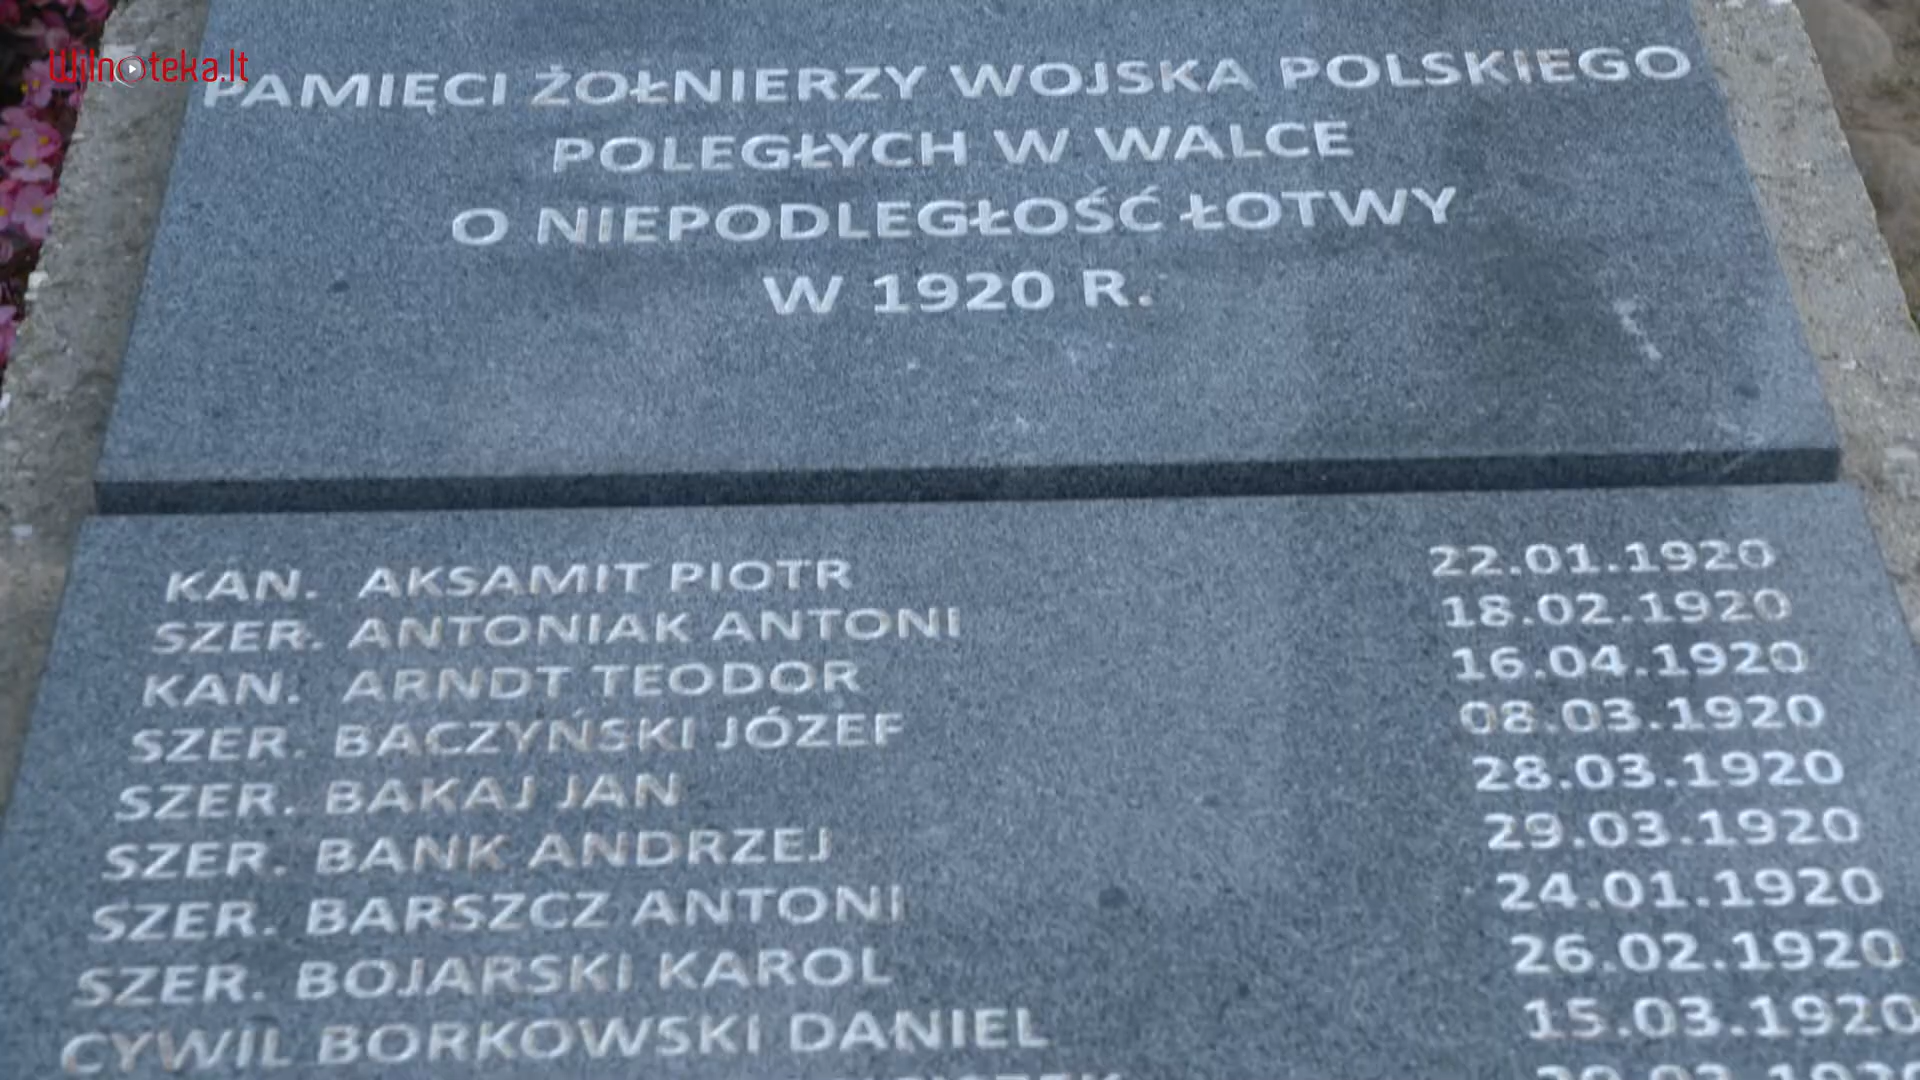 Wilnoteka.lt
PAMIĘCI ŻOŁNIERZY WOJSKA POLSKIEGO
POLEGŁYCH W WALCE
O NIEPODLEGŁOŚĆ ŁOTWY
W 1920 R.
KAN. AKSAMIT PIOTR 22.01.1920
SZER. ANTONIAK ANTONI 18.02.1920
KAN. ARNDT TEODOR 16.04.1920
SZER. BACZYŃSKI JÓZEF 08.03.1920
SZER. BAKAJ JAN 28.03.1920
SZER. BANK ANDRZEJ 29.03.1920
SZER. BARSZCZ ANTONI 24.01.1920
SZER. BOJARSKI KAROL 26.02.1920
CYWIL BORKOWSKI DANIEL 15.03.1920